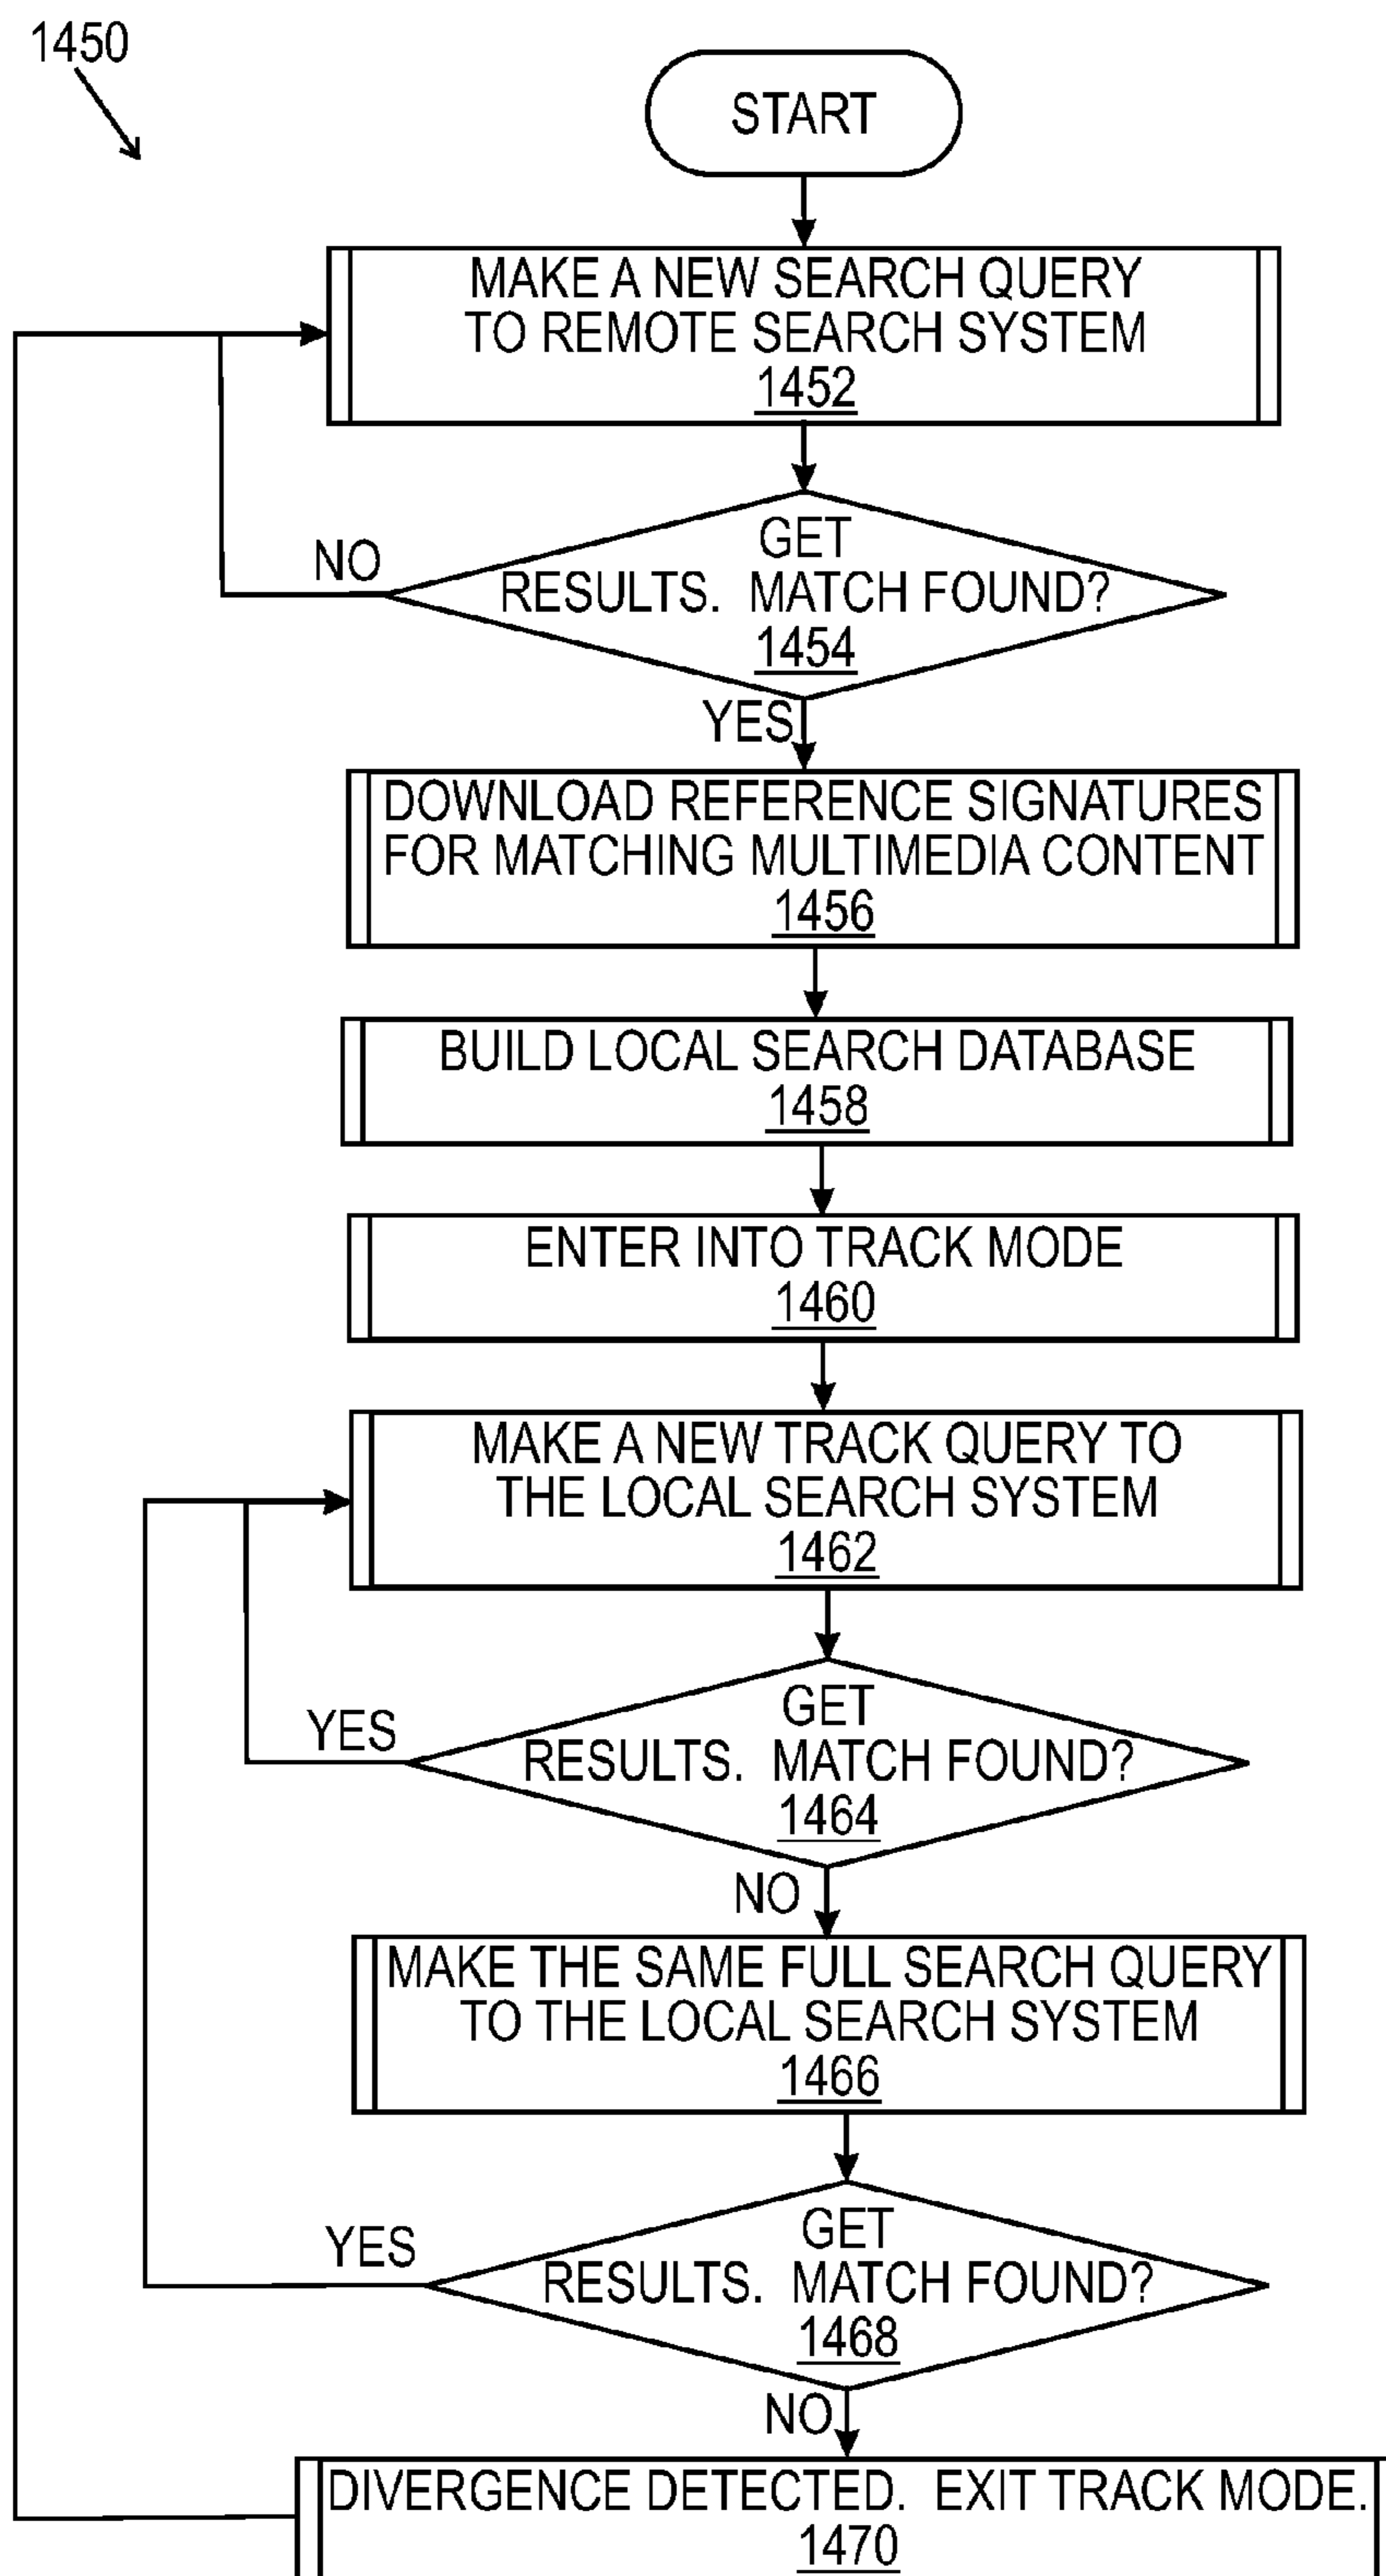 1450
START
MAKE A NEW SEARCH QUERY
TO REMOTE SEARCH SYSTEM
1452
GET
NO
RESULTS. MATCH FOUND?
1454
YES
DOWNLOAD REFERENCE SIGNATURES
FOR MATCHING MULTIMEDIA CONTENT
1456
BUILD LOCAL SEARCH DATABASE
1458
ENTER INTO TRACK MODE
1460
MAKE A NEW TRACK QUERY TO
THE LOCAL SEARCH SYSTEM
1462
GET
YES
RESULTS. MATCH FOUND?
1464
NO
MAKE THE SAME FULL SEARCH QUERY
TO THE LOCAL SEARCH SYSTEM
1466
GET
YES
RESULTS. MATCH FOUND?
1468
NO
DIVERGENCE DETECTED. EXIT TRACK MODE.
1470